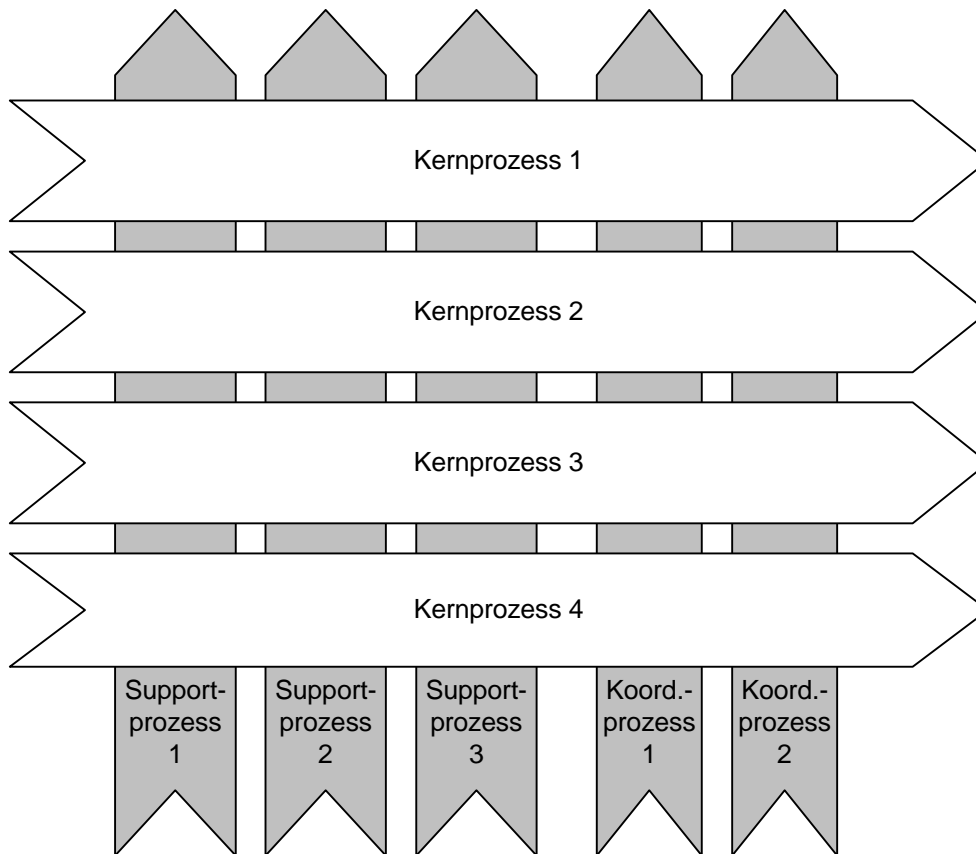 Kernprozess 1
Kernprozess 2
Kernprozess 3
Kernprozess 4
Support-
prozess
1
Support-
prozess
2
Support-
prozess
3
Koord.-
prozess
1
Koord.-
prozess
2